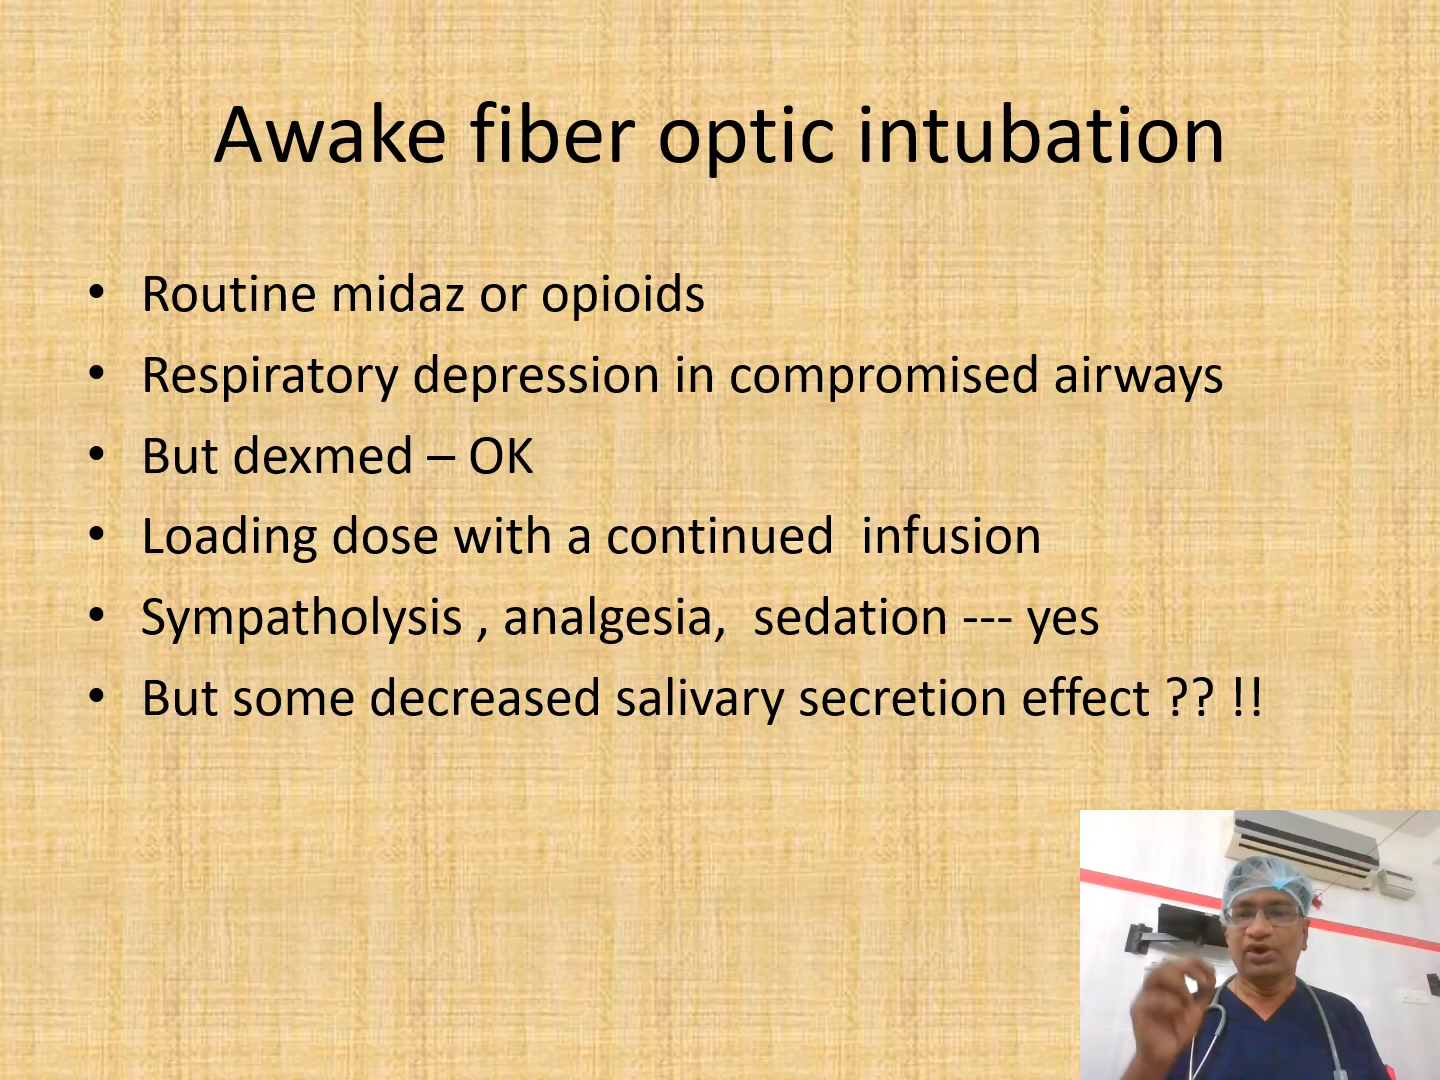 Awake fiber optic intubation
• Routine midaz or opioids
• Respiratory depression in compromised airways
• But dexmed – OK
• Loading dose with a continued  infusion
• Sympatholysis , analgesia,  sedation --- yes
• But some decreased salivary secretion effect ?? !!